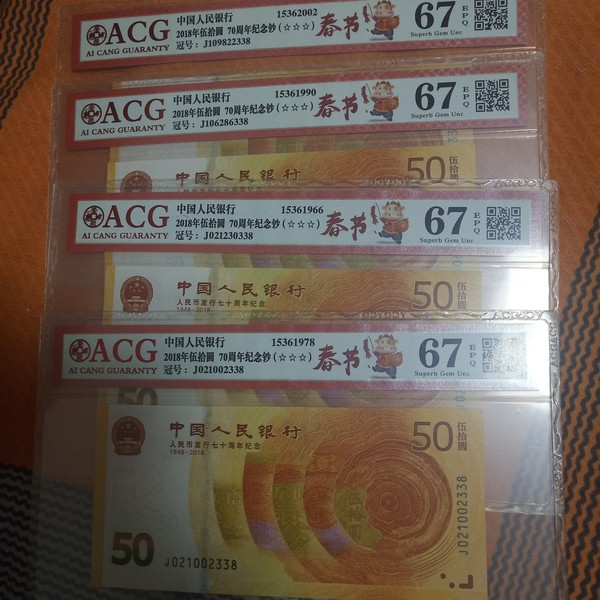 ACG
AI CANG GUARANTY
中国人民银行 15362002
2018年伍拾圆 70周年纪念钞(☆☆☆)
冠号：J109822338
春节
67 EPQ
Superb Gem Unc
ACG
AI CANG GUARANTY
中国人民银行 15361990
2018年伍拾圆 70周年纪念钞(☆☆☆)
冠号：J106286338
春节
67 EPQ
Superb Gem Unc
中国人民银行
50 伍拾圆
ACG
AI CANG GUARANTY
中国人民银行 15361966
2018年伍拾圆 70周年纪念钞(☆☆☆)
冠号：J021230338
春节
67 EPQ
Superb Gem Unc
中国人民银行
人民币发行七十周年纪念
1948-2018
50 伍拾圆
ACG
AI CANG GUARANTY
中国人民银行 15361978
2018年伍拾圆 70周年纪念钞(☆☆☆)
冠号：J021002338
春节
67 EPQ
Superb Gem Unc
50
中国人民银行
人民币发行七十周年纪念
1948-2018
50 伍拾圆
50
J021002338
J021002338